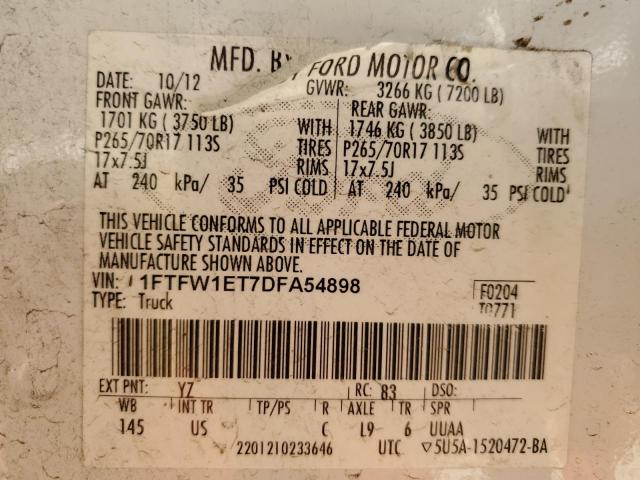 MFD. BY FORD MOTOR CO.
DATE: 10/12 GVWR: 3266 KG ( 7200 LB)
FRONT GAWR: REAR GAWR:
1701 KG ( 3750 LB) WITH 1746 KG ( 3850 LB) WITH
P265/70R17 113S TIRES P265/70R17 113S TIRES
17x7.5J RIMS 17x7.5J RIMS
AT 240 kPa/ 35 PSI COLD AT 240 kPa/ 35 PSI COLD
THIS VEHICLE CONFORMS TO ALL APPLICABLE FEDERAL MOTOR
VEHICLE SAFETY STANDARDS IN EFFECT ON THE DATE OF
MANUFACTURE SHOWN ABOVE.
VIN: 1FTFW1ET7DFA54898 F0204
TYPE: Truck T0771
EXT PNT: YZ RC: 83 DSO:
WB INT TR TP/PS R AXLE TR SPR
145 US C L9 6 UUAA
2201210233646 UTC ▽5U5A-1520472-BA